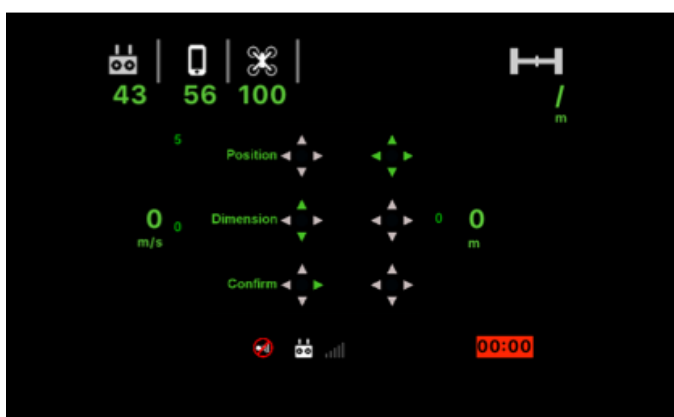 43 56 100
/
m
5
Position
0 0 Dimension 0 0
m/s m
Confirm
00:00